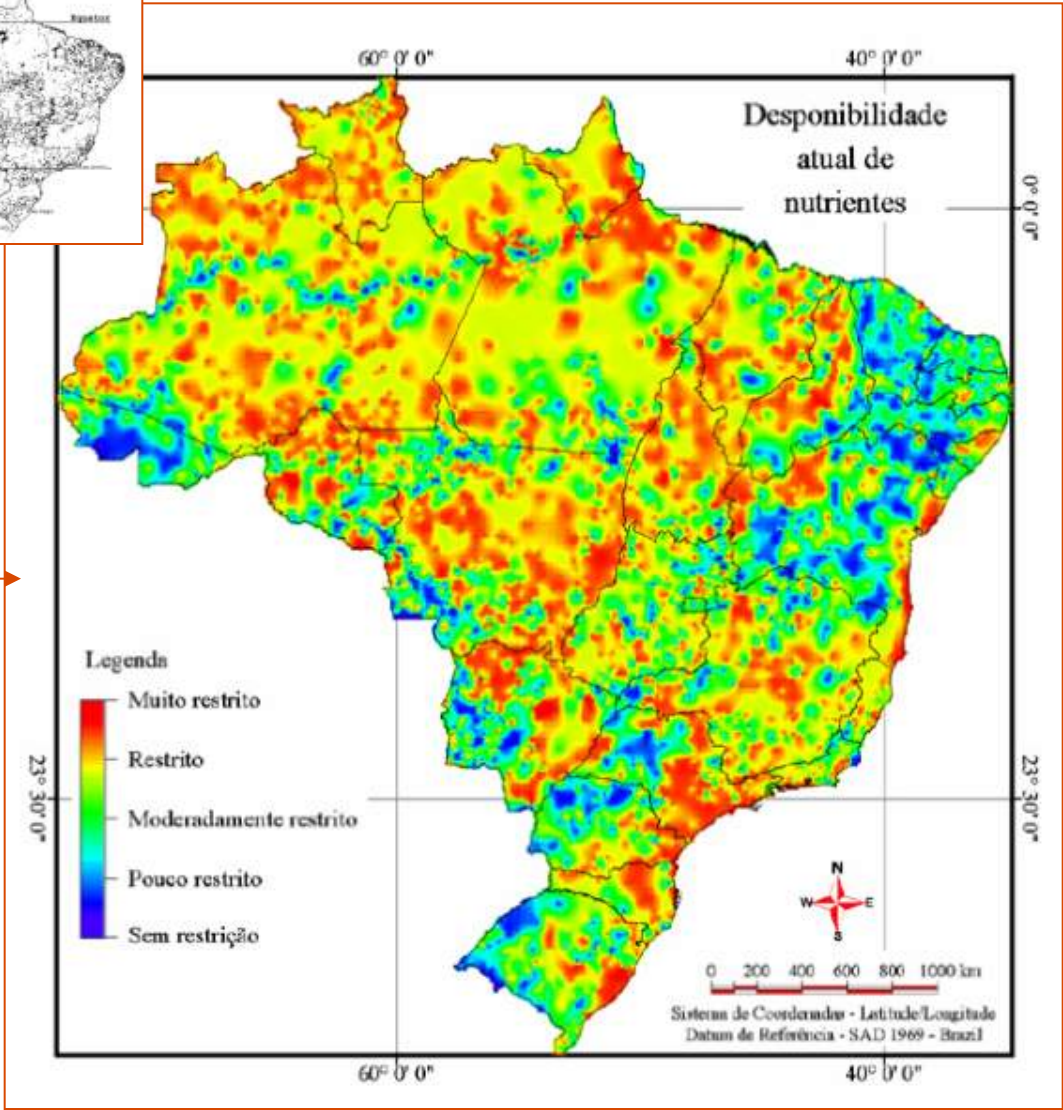 Equator
60° 0' 0"
40° 0' 0"
Desponibilidade
atual de
nutrientes
0° 0' 0"
Legenda
Muito restrito
Restrito
Moderadamente restrito
Pouco restrito
Sem restrição
23° 30' 0"
23° 30' 0"
N
W E
S
0 200 400 600 800 1000 km
Sistema de Coordenadas - Latitude/Longitude
Datum de Referência - SAD 1969 - Brazil
60° 0' 0"
40° 0' 0"